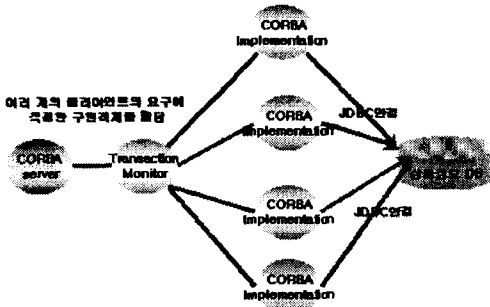 CORBA
Implementation
여러 개의 클라이언트의 요구에
적절한 구현객체를 할당
CORBA
Implementation
JDBC연결
CORBA
server
Transaction
Monitor
CORBA
Implementation
JDBC연결
CORBA
Implementation